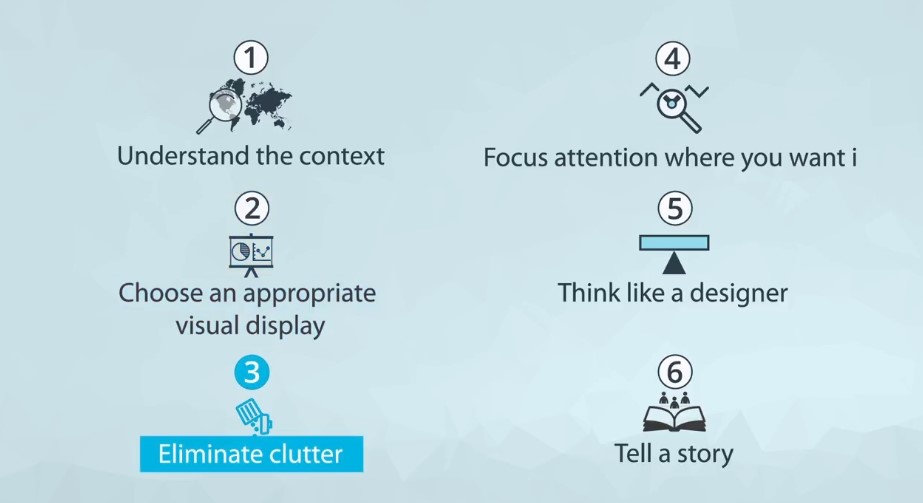 1
Understand the context
2
Choose an appropriate
visual display
3
Eliminate clutter
4
Focus attention where you want i
5
Think like a designer
6
Tell a story